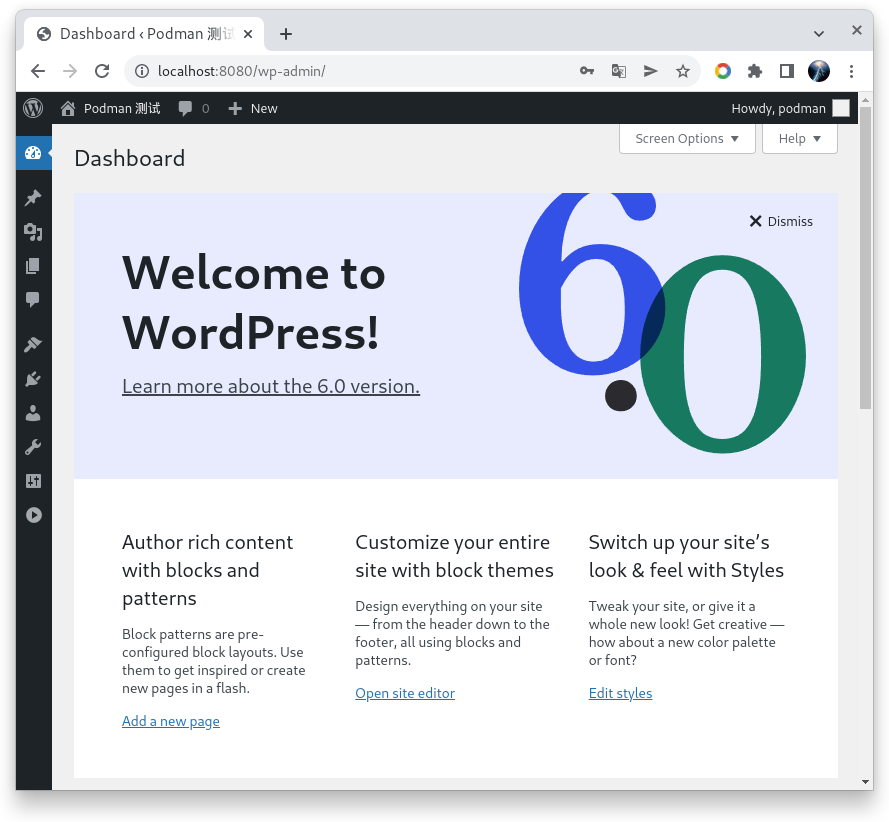 Dashboard ‹ Podman 测试
localhost:8080/wp-admin/
Podman 测试 0 New Howdy, podman
Screen Options Help
Dashboard
6.0
Dismiss
Welcome to
WordPress!
Learn more about the 6.0 version.
Author rich content
with blocks and
patterns
Block patterns are pre-
configured block layouts. Use
them to get inspired or create
new pages in a flash.
Add a new page
Customize your entire
site with block themes
Design everything on your site
— from the header down to the
footer, all using blocks and
patterns.
Open site editor
Switch up your site’s
look & feel with Styles
Tweak your site, or give it a
whole new look! Get creative —
how about a new color palette
or font?
Edit styles